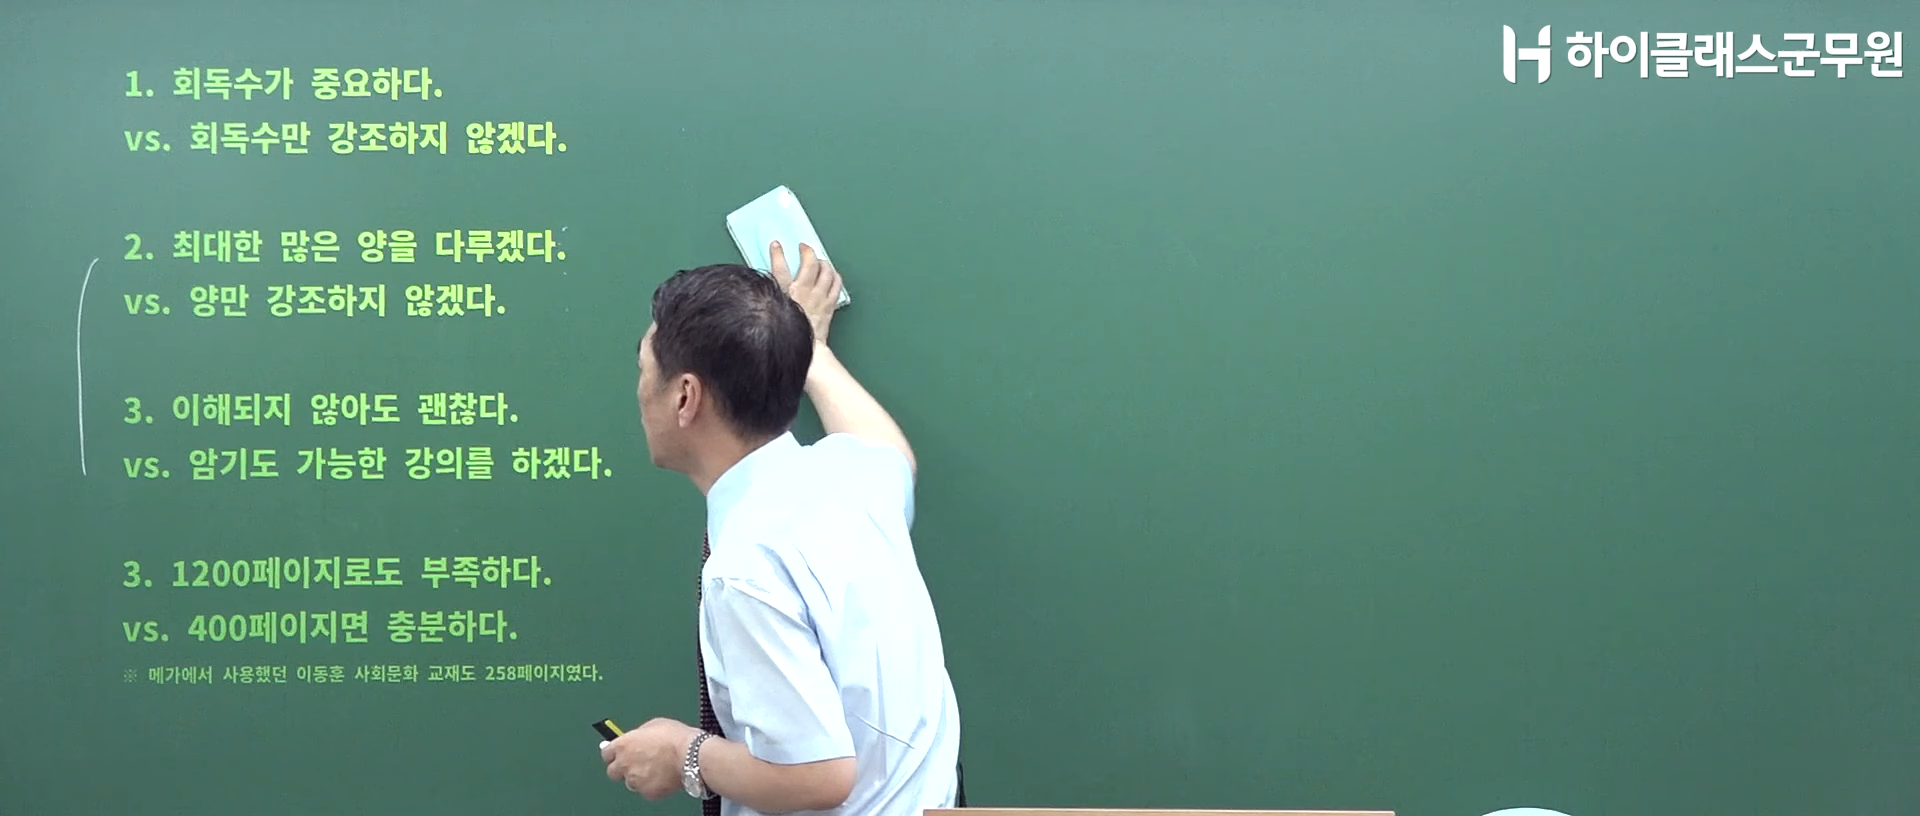 하이클래스군무원
1. 회독수가 중요하다.
vs. 회독수만 강조하지 않겠다.
2. 최대한 많은 양을 다루겠다.
vs. 양만 강조하지 않겠다.
3. 이해되지 않아도 괜찮다.
vs. 암기도 가능한 강의를 하겠다.
3. 1200페이지로도 부족하다.
vs. 400페이지면 충분하다.
※ 메가에서 사용했던 이동훈 사회문화 교재도 258페이지였다.